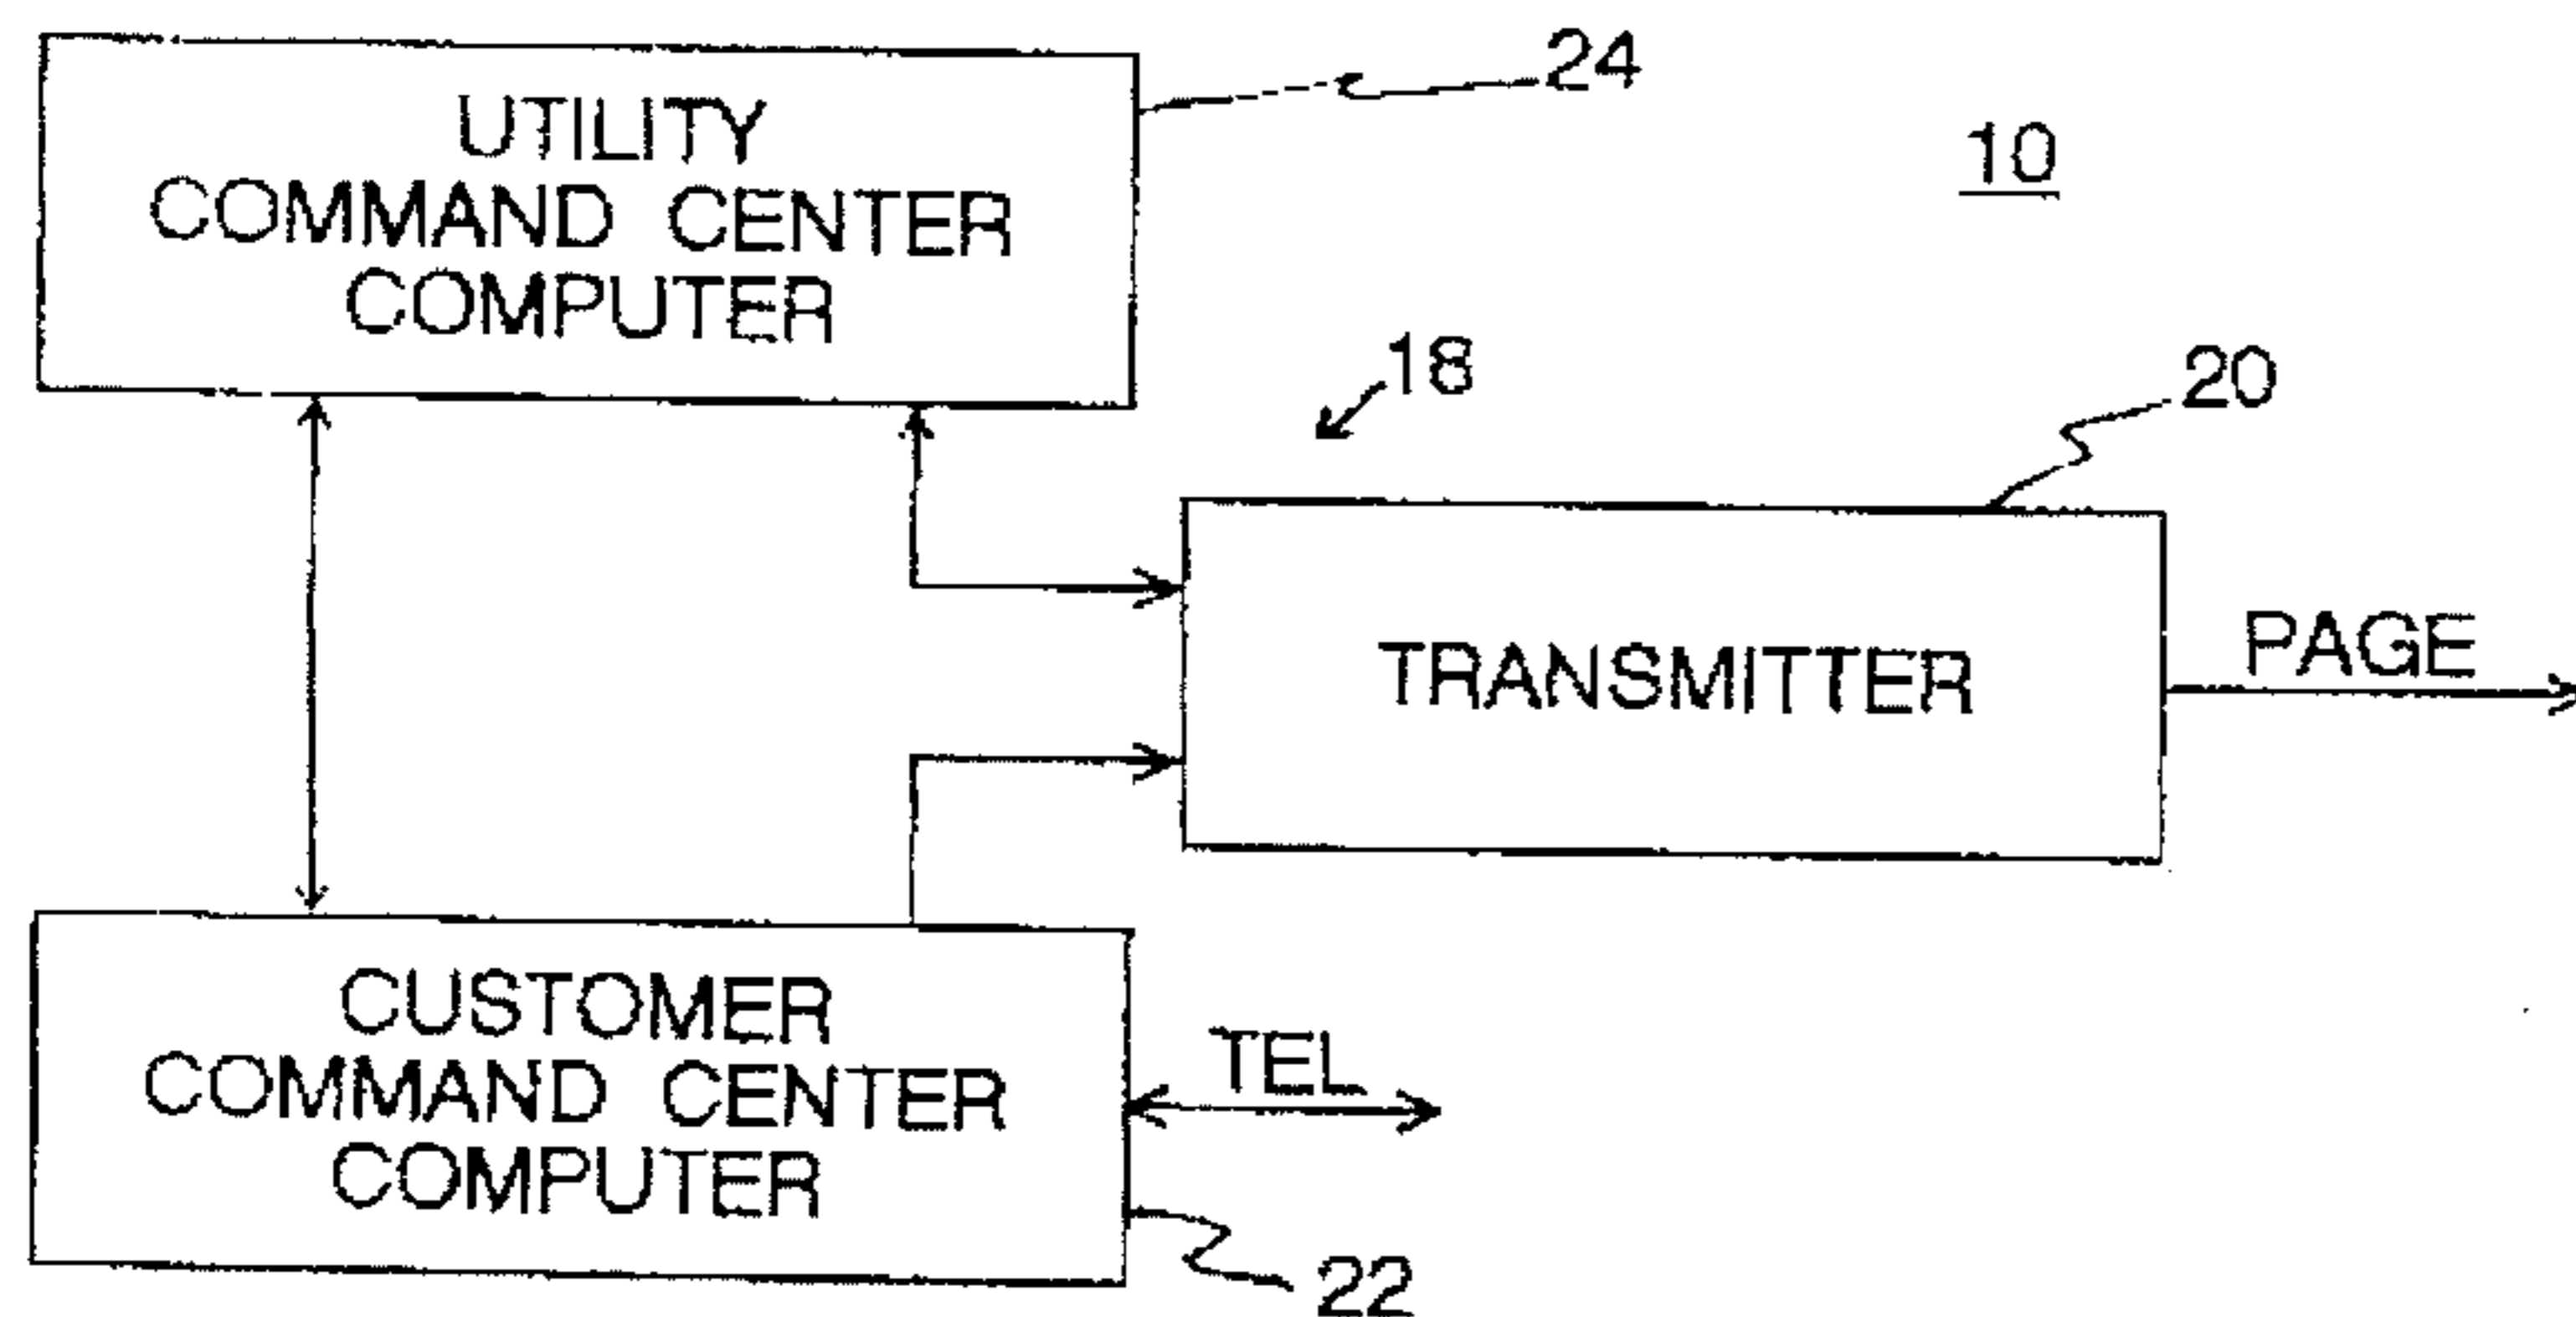 UTILITY
COMMAND CENTER
COMPUTER
24
10
18
20
TRANSMITTER
PAGE
CUSTOMER
COMMAND CENTER
COMPUTER
TEL
22